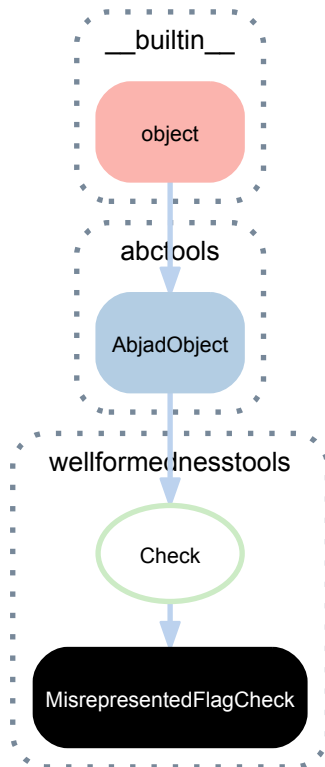 __builtin__
object
abctools
AbjadObject
wellformednesstools
Check
MisrepresentedFlagCheck